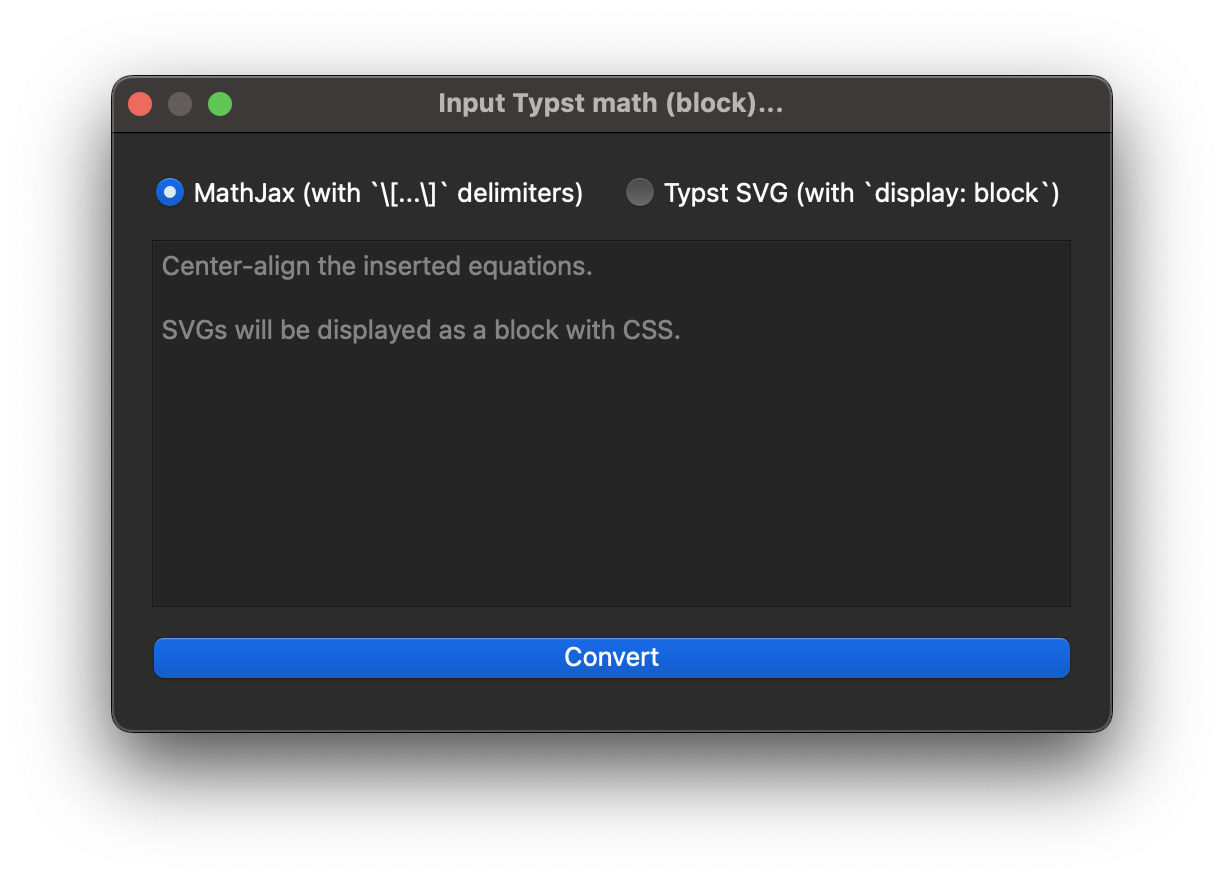 Input Typst math (block)...
MathJax (with `\[...\]` delimiters) Typst SVG (with `display: block`)
Center-align the inserted equations.
SVGs will be displayed as a block with CSS.
Convert